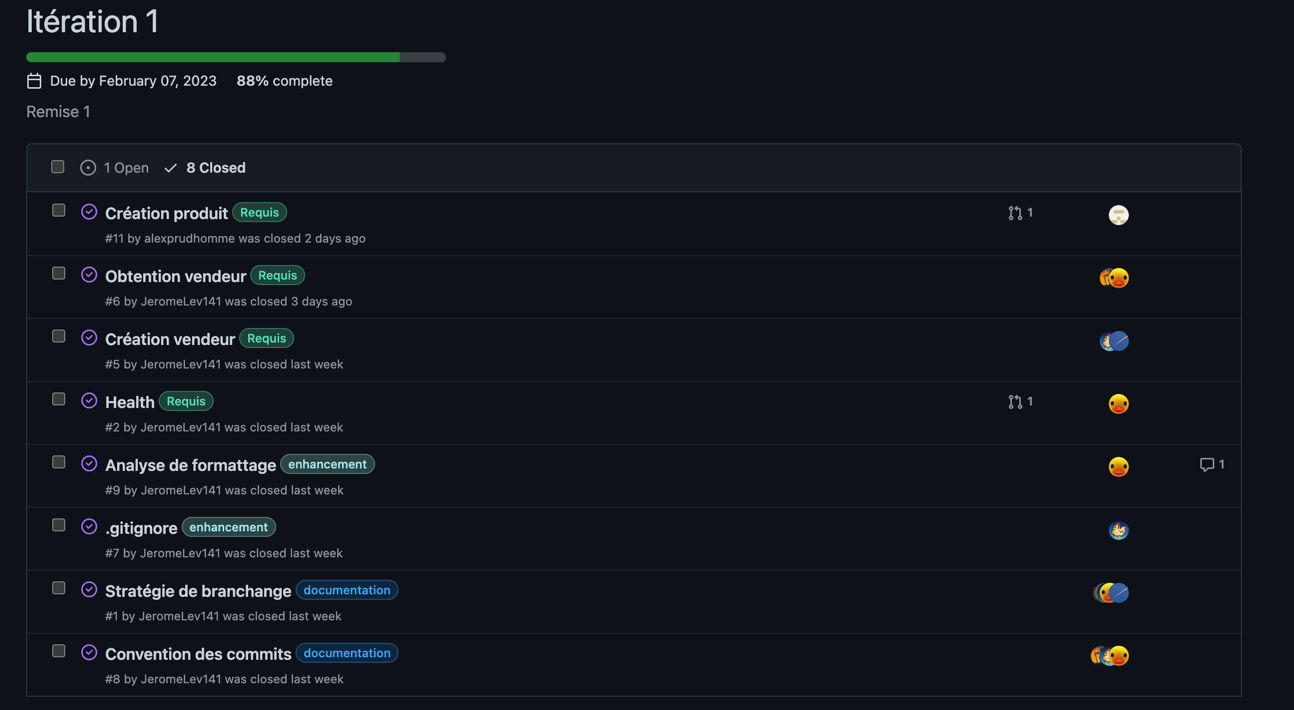 Itération 1
Due by February 07, 2023 88% complete
Remise 1
1 Open 8 Closed
Création produit Requis 1
#11 by alexprudhomme was closed 2 days ago
Obtention vendeur Requis
#6 by JeromeLev141 was closed 3 days ago
Création vendeur Requis
#5 by JeromeLev141 was closed last week
Health Requis 1
#2 by JeromeLev141 was closed last week
Analyse de formattage enhancement 1
#9 by JeromeLev141 was closed last week
.gitignore enhancement
#7 by JeromeLev141 was closed last week
Stratégie de branchange documentation
#1 by JeromeLev141 was closed last week
Convention des commits documentation
#8 by JeromeLev141 was closed last week